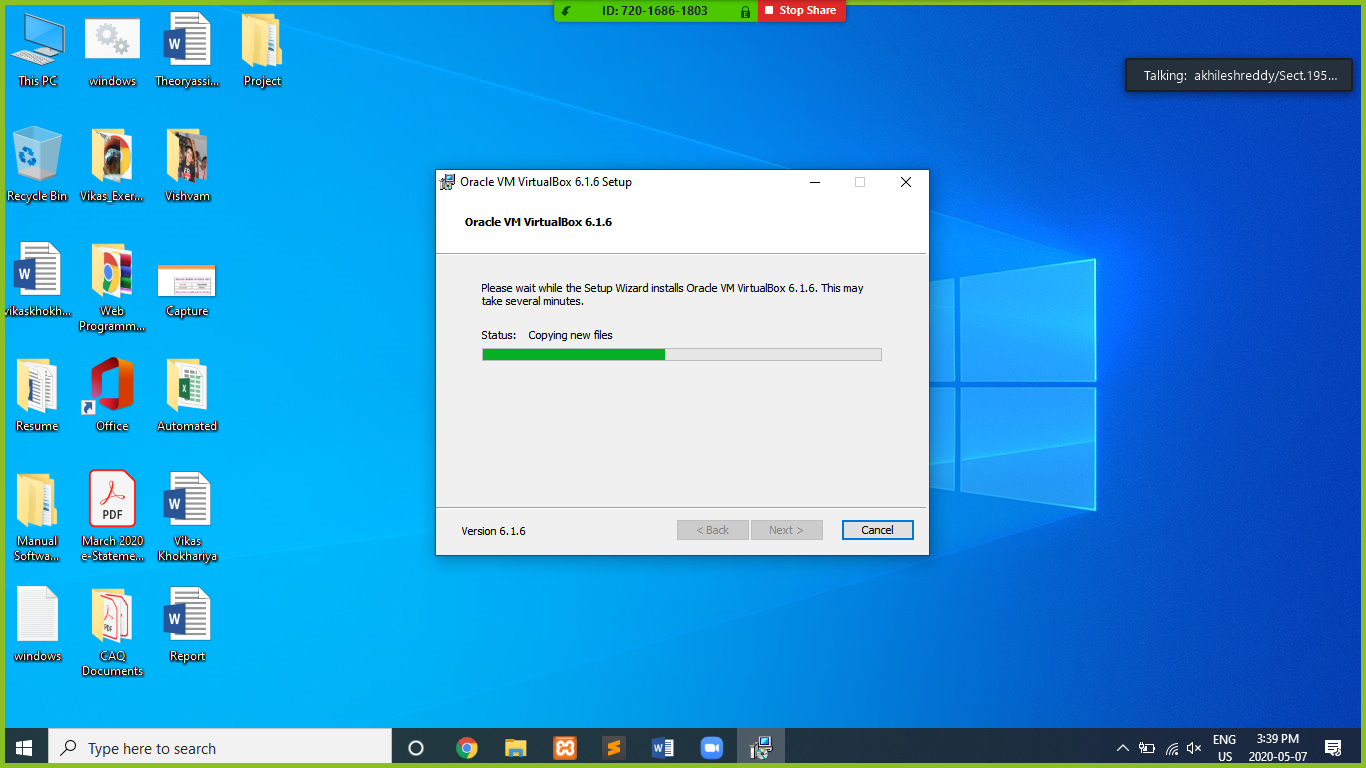 ID: 720-1686-1803
Stop Share
Talking: akhileshreddy/Sect.195...
This PC
windows
Theoryassi...
Project
Recycle Bin
Vikas_Exer...
Vishvam
vikaskhokh...
Web
Programm...
Capture
Resume
Office
Automated
Manual
Softwa...
PDF
March 2020
e-Stateme...
Vikas
Khokhariya
windows
CAQ
Documents
Report
Oracle VM VirtualBox 6.1.6 Setup
Oracle VM VirtualBox 6.1.6
Please wait while the Setup Wizard installs Oracle VM VirtualBox 6.1.6. This may
take several minutes.
Status: Copying new files
Version 6.1.6
< Back
Next >
Cancel
Type here to search
ENG
US
3:39 PM
2020-05-07